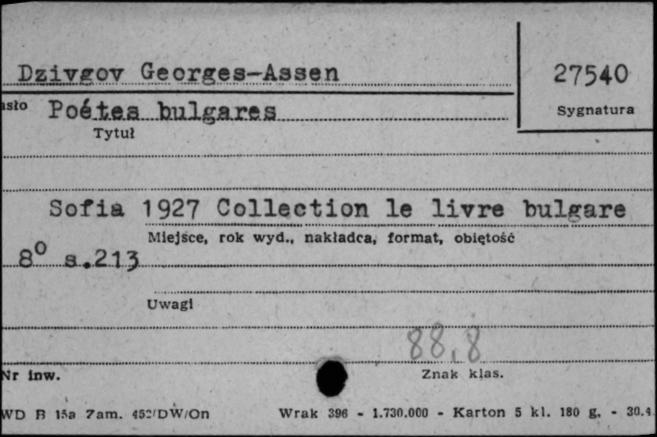 Dzivgov Georges-Assen
27540
Sygnatura
asło Poétes bulgares
Tytuł
Sofia 1927 Collection le livre bulgare
Miejsce, rok wyd., nakładca, format, objętość
8⁰ s.213
Uwagi
88,8
Nr inw.
Znak klas.
WD B 15a Zam. 452/DW/On Wrak 396 - 1.730.000 - Karton 5 kl. 180 g. - 30.4